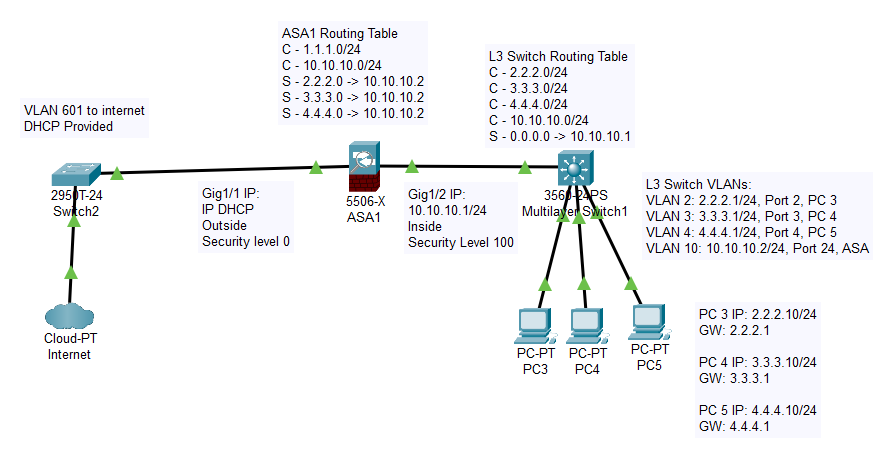 ASA1 Routing Table
C - 1.1.1.0/24
C - 10.10.10.0/24
S - 2.2.2.0 -> 10.10.10.2
S - 3.3.3.0 -> 10.10.10.2
S - 4.4.4.0 -> 10.10.10.2
L3 Switch Routing Table
C - 2.2.2.0/24
C - 3.3.3.0/24
C - 4.4.4.0/24
C - 10.10.10.0/24
S - 0.0.0.0 -> 10.10.10.1
VLAN 601 to internet
DHCP Provided
2950T-24
Switch2
Gig1/1 IP:
IP DHCP
Outside
Security level 0
5506-X
ASA1
Gig1/2 IP:
10.10.10.1/24
Inside
Security Level 100
3560-24PS
Multilayer Switch1
L3 Switch VLANs:
VLAN 2: 2.2.2.1/24, Port 2, PC 3
VLAN 3: 3.3.3.1/24, Port 3, PC 4
VLAN 4: 4.4.4.1/24, Port 4, PC 5
VLAN 10: 10.10.10.2/24, Port 24, ASA
Cloud-PT
Internet
PC-PT
PC3
PC-PT
PC4
PC-PT
PC5
PC 3 IP: 2.2.2.10/24
GW: 2.2.2.1
PC 4 IP: 3.3.3.10/24
GW: 3.3.3.1
PC 5 IP: 4.4.4.10/24
GW: 4.4.4.1